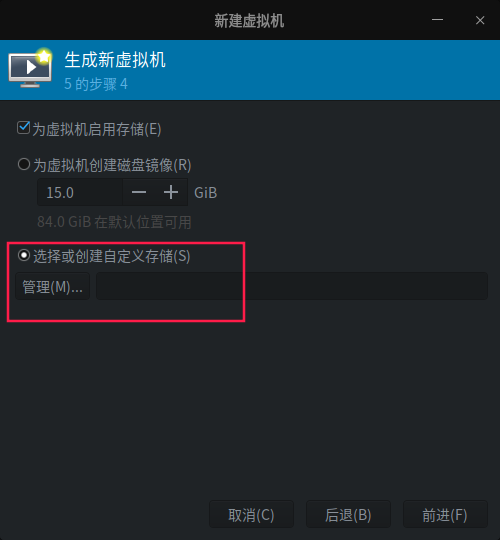 新建虚拟机
生成新虚拟机
5 的步骤 4
为虚拟机启用存储(E)
为虚拟机创建磁盘镜像(R)
15.0 GiB
84.0 GiB 在默认位置可用
选择或创建自定义存储(S)
管理(M)...
取消(C) 后退(B) 前进(F)